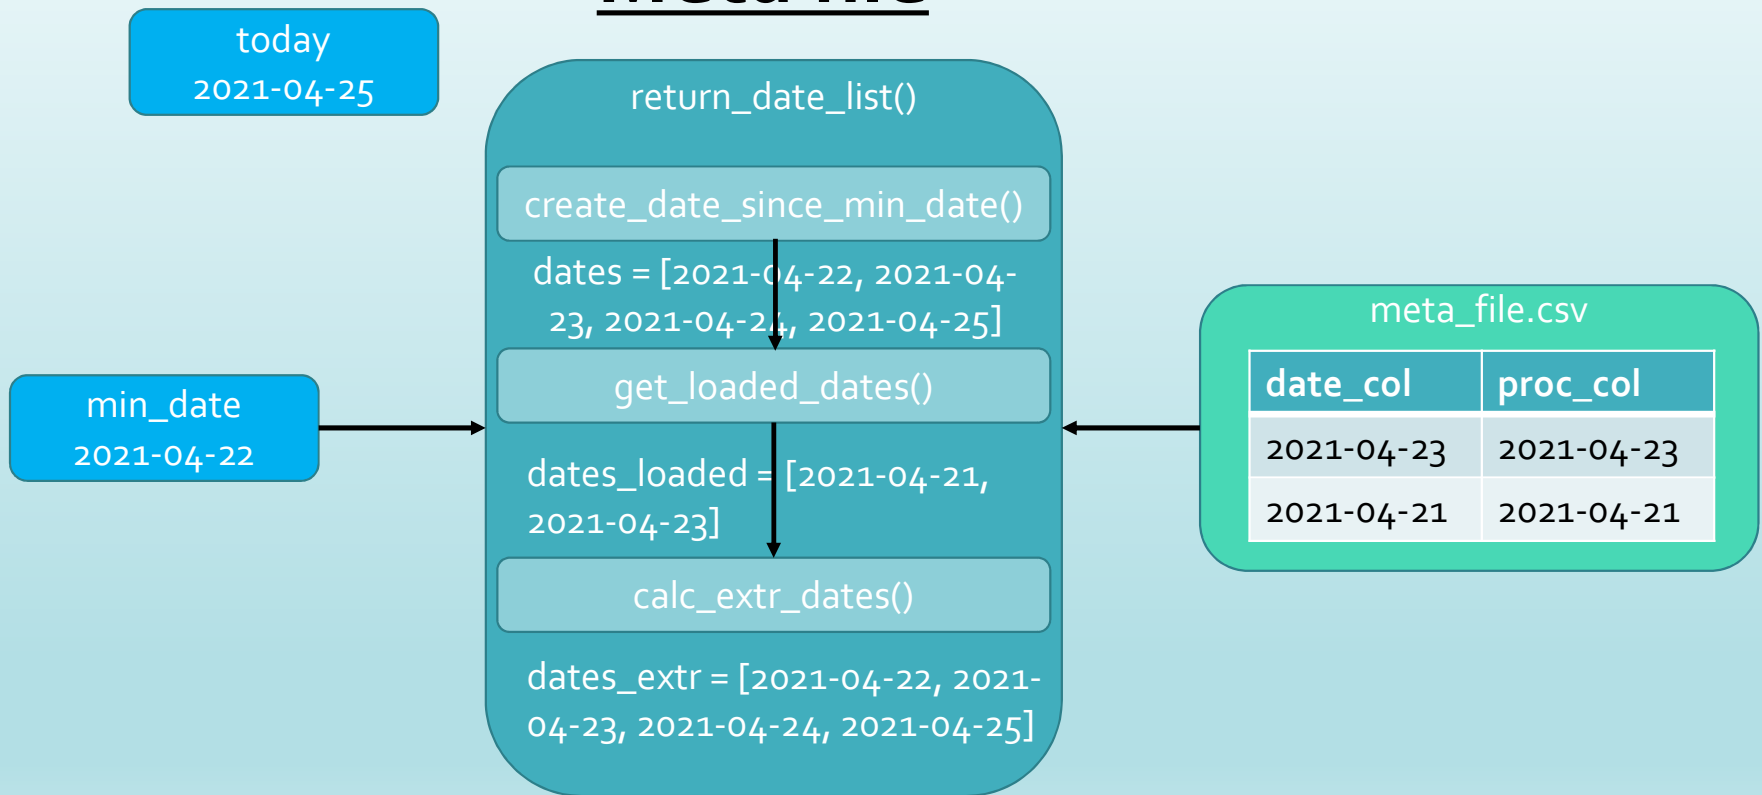 today
2021-04-25
return_date_list()
create_date_since_min_date()
dates = [2021-04-22, 2021-04-
23, 2021-04-24, 2021-04-25]
min_date
2021-04-22
get_loaded_dates()
dates_loaded = [2021-04-21,
2021-04-23]
calc_extr_dates()
dates_extr = [2021-04-22, 2021-
04-23, 2021-04-24, 2021-04-25]
meta_file.csv
date_col proc_col
2021-04-23 2021-04-23
2021-04-21 2021-04-21